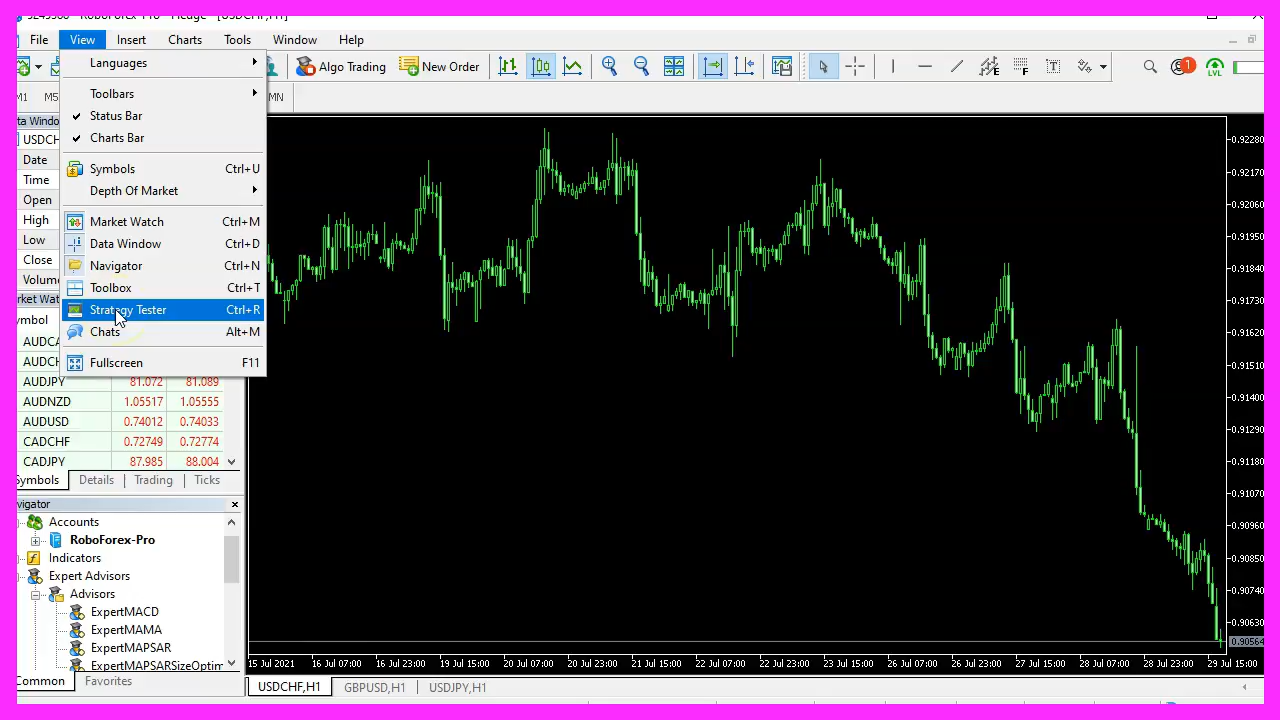 File View Insert Charts Tools Window Help
Algo Trading New Order
1
LVL
M1 M5 MN
Languages
Toolbars
Status Bar
Charts Bar
Symbols Ctrl+U
Depth Of Market
Market Watch Ctrl+M
Data Window Ctrl+D
Navigator Ctrl+N
Toolbox Ctrl+T
Strategy Tester Ctrl+R
Chats Alt+M
Fullscreen F11
USDCHF
Date
Time
Open
High
Low
Close
Volume
AUDJPY 81.072 81.089
AUDNZD 1.05517 1.05555
AUDUSD 0.74012 0.74033
CADCHF 0.72749 0.72774
CADJPY 87.985 88.004
Symbols Details Trading Ticks
Navigator
Accounts
RoboForex-Pro
Indicators
Expert Advisors
Advisors
ExpertMACD
ExpertMAMA
ExpertMAPSAR
ExpertMAPSARSizeOptim
Common Favorites
0.92280
0.92170
0.92060
0.91950
0.91840
0.91730
0.91620
0.91510
0.91400
0.91290
0.91180
0.91070
0.90960
0.90850
0.90740
0.90630
0.90564
15 Jul 2021 16 Jul 07:00 16 Jul 23:00 19 Jul 15:00 20 Jul 07:00 20 Jul 23:00 21 Jul 15:00 22 Jul 07:00 22 Jul 23:00 23 Jul 15:00 26 Jul 07:00 26 Jul 23:00 27 Jul 15:00 28 Jul 07:00 28 Jul 23:00 29 Jul 15:00
USDCHF,H1 GBPUSD,H1 USDJPY,H1